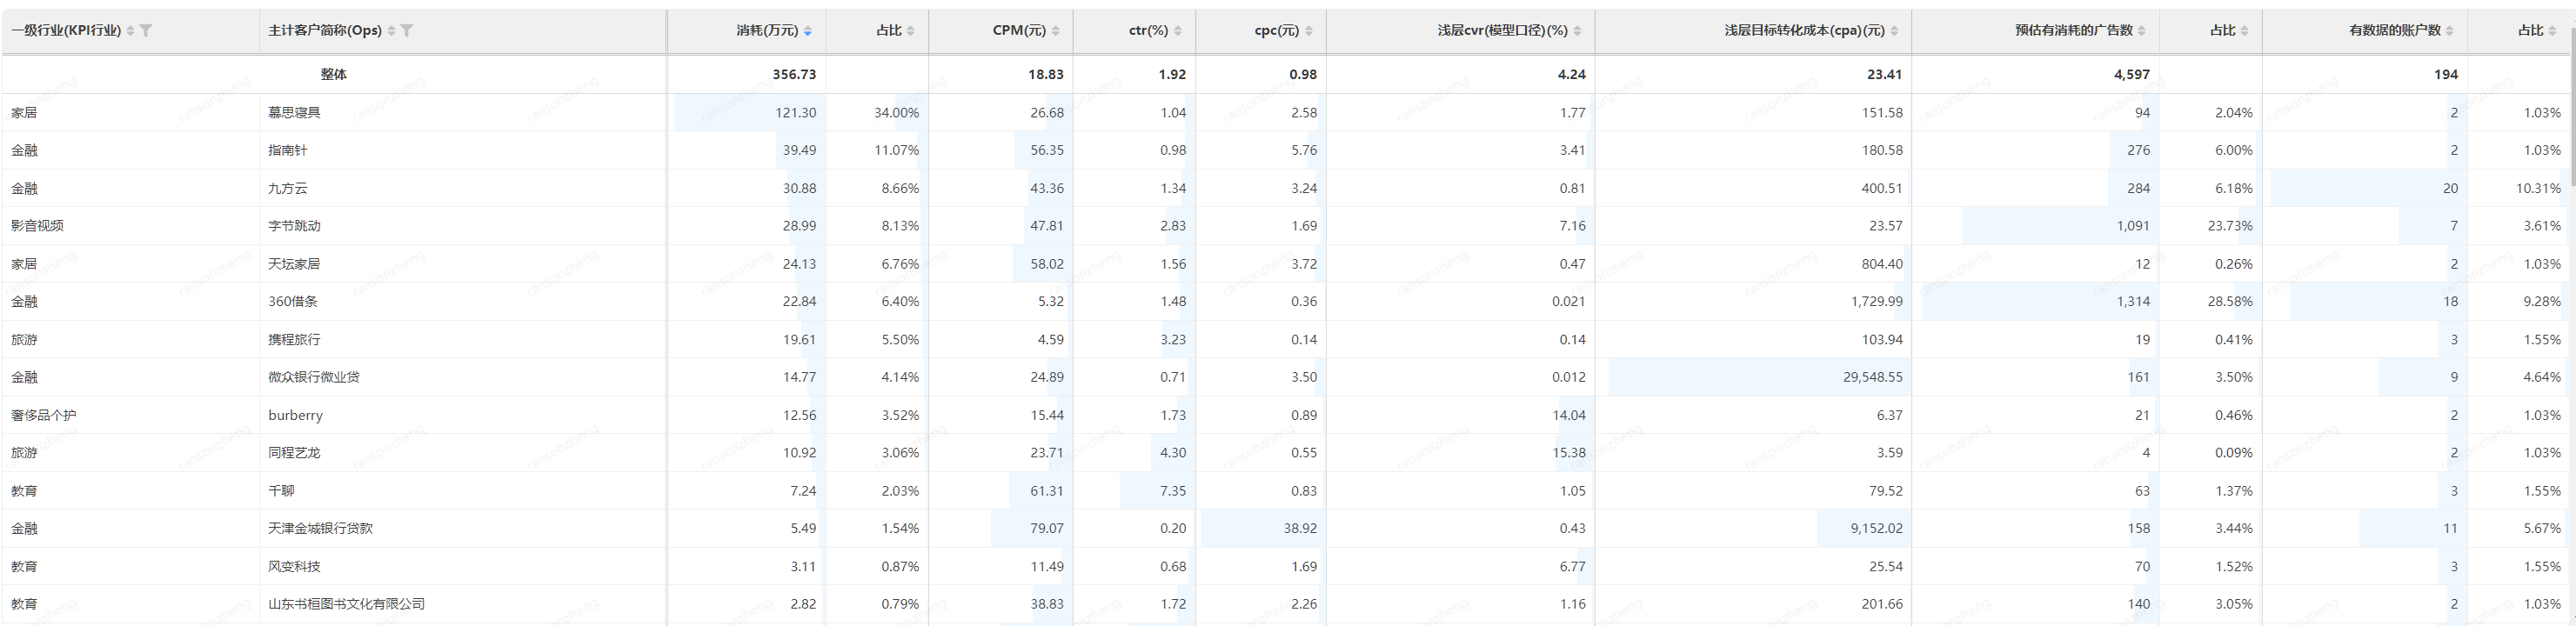 一级行业(KPI行业) 主计客户简称(Ops) 消耗(万元) 占比 CPM(元) ctr(%) cpc(元) 浅层cvr(模型口径)(%) 浅层目标转化成本(cpa)(元) 预估有消耗的广告数 占比 有数据的账户数 占比
整体 356.73 18.83 1.92 0.98 4.24 23.41 4,597 194
家居 慕思寝具 121.30 34.00% 26.68 1.04 2.58 1.77 151.58 94 2.04% 2 1.03%
金融 指南针 39.49 11.07% 56.35 0.98 5.76 3.41 180.58 276 6.00% 2 1.03%
金融 九方云 30.88 8.66% 43.36 1.34 3.24 0.81 400.51 284 6.18% 20 10.31%
影音视频 字节跳动 28.99 8.13% 47.81 2.83 1.69 7.16 23.57 1,091 23.73% 7 3.61%
家居 天坛家居 24.13 6.76% 58.02 1.56 3.72 0.47 804.40 12 0.26% 2 1.03%
金融 360借条 22.84 6.40% 5.32 1.48 0.36 0.021 1,729.99 1,314 28.58% 18 9.28%
旅游 携程旅行 19.61 5.50% 4.59 3.23 0.14 0.14 103.94 19 0.41% 3 1.55%
金融 微众银行微业贷 14.77 4.14% 24.89 0.71 3.50 0.012 29,548.55 161 3.50% 9 4.64%
奢侈品个护 burberry 12.56 3.52% 15.44 1.73 0.89 14.04 6.37 21 0.46% 2 1.03%
旅游 同程艺龙 10.92 3.06% 23.71 4.30 0.55 15.38 3.59 4 0.09% 2 1.03%
教育 千聊 7.24 2.03% 61.31 7.35 0.83 1.05 79.52 63 1.37% 3 1.55%
金融 天津金城银行贷款 5.49 1.54% 79.07 0.20 38.92 0.43 9,152.02 158 3.44% 11 5.67%
教育 风变科技 3.11 0.87% 11.49 0.68 1.69 6.77 25.54 70 1.52% 3 1.55%
教育 山东书桓图书文化有限公司 2.82 0.79% 38.83 1.72 2.26 1.16 201.66 140 3.05% 2 1.03%
ransonzheng